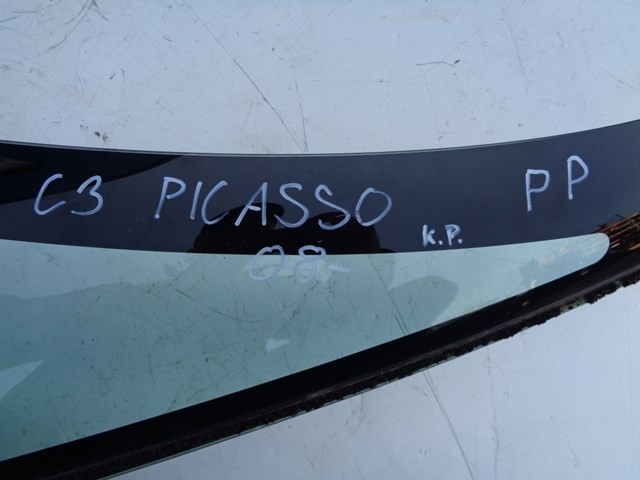 C3 PICASSO PP
K.P.
08-